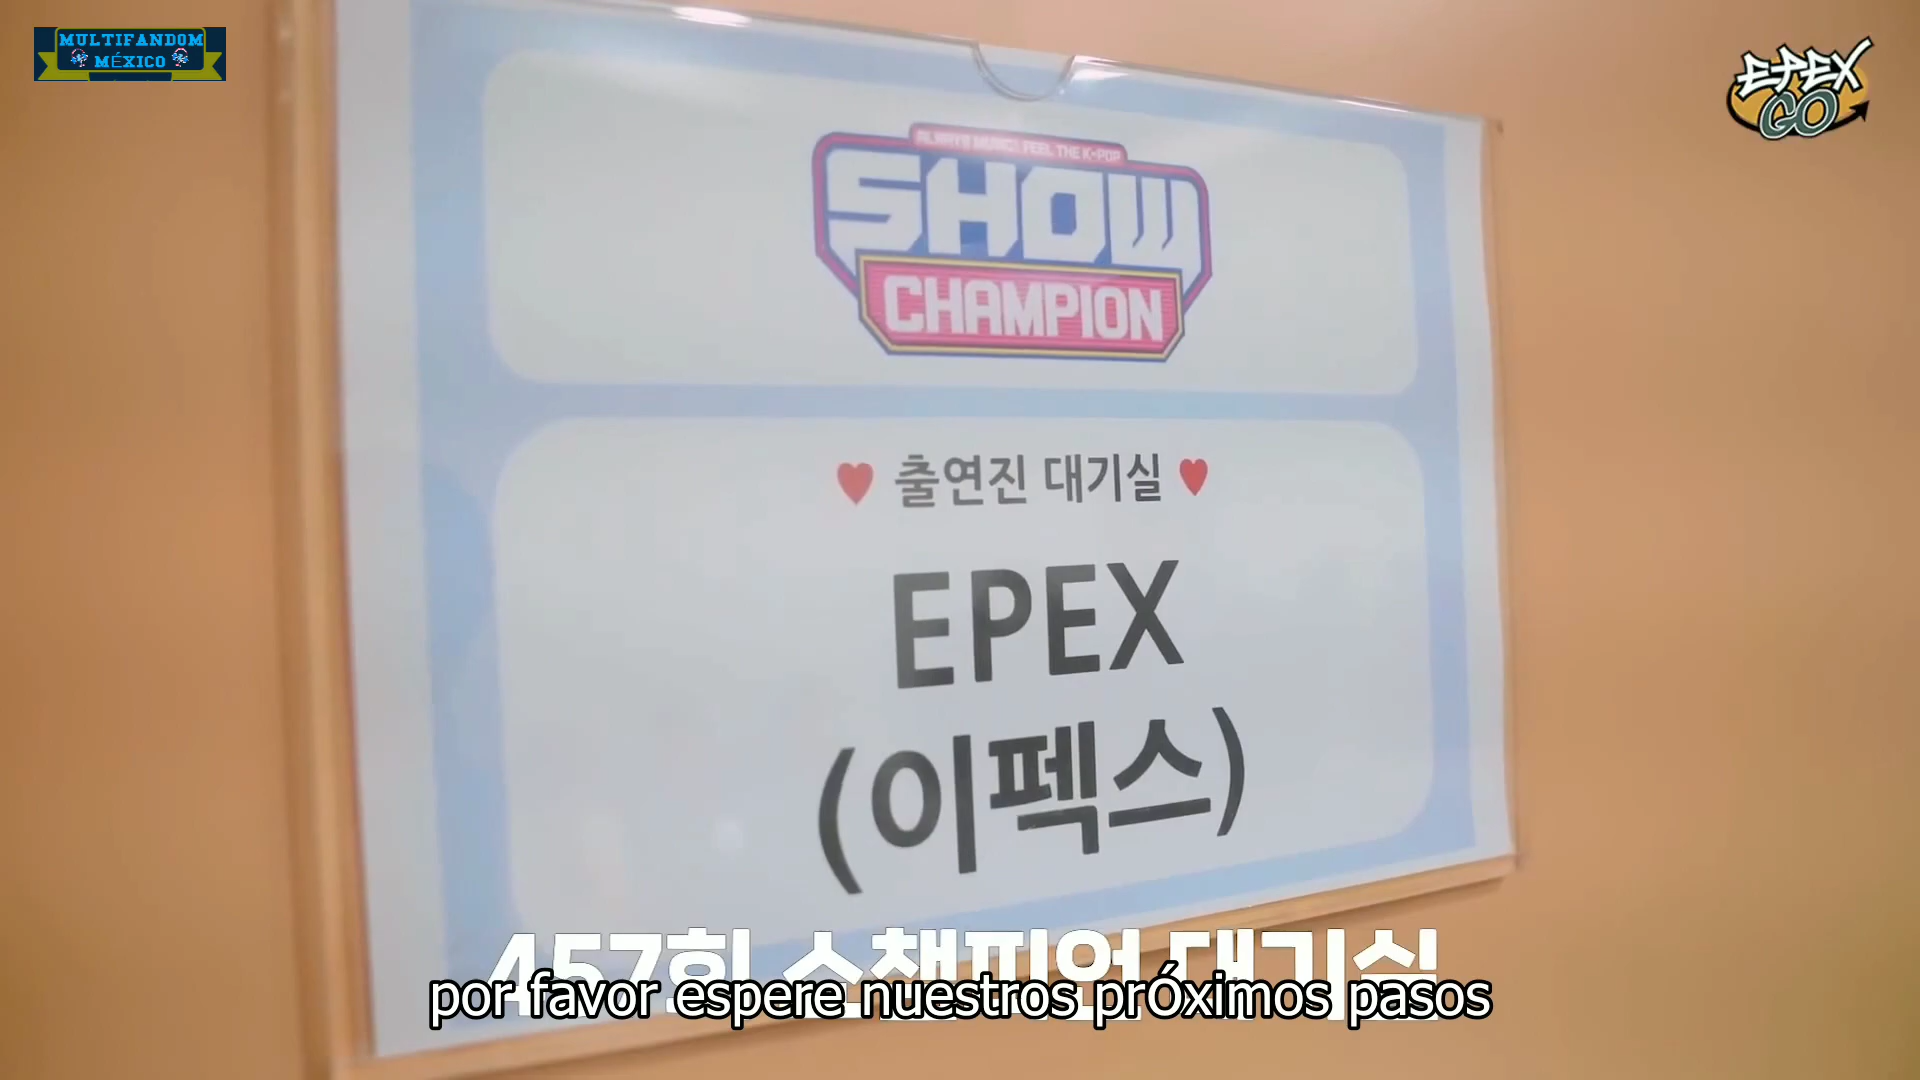 MULTIFANDOM
MÉXICO
EPEX
GO
ALWAYS MUSIC! FEEL THE K-POP
SHOW
CHAMPION
♥ 출연진 대기실 ♥
EPEX
(이펙스)
457회 쇼챔피언 대기실
por favor espere nuestros próximos pasos